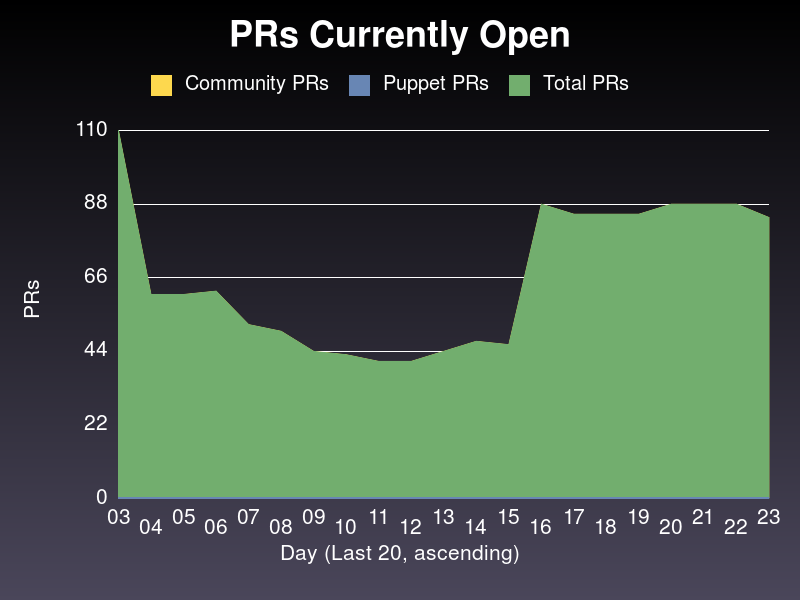 PRs Currently Open
Community PRs Puppet PRs Total PRs
110
88
66
44
22
0
PRs
03 04 05 06 07 08 09 10 11 12 13 14 15 16 17 18 19 20 21 22 23
Day (Last 20, ascending)